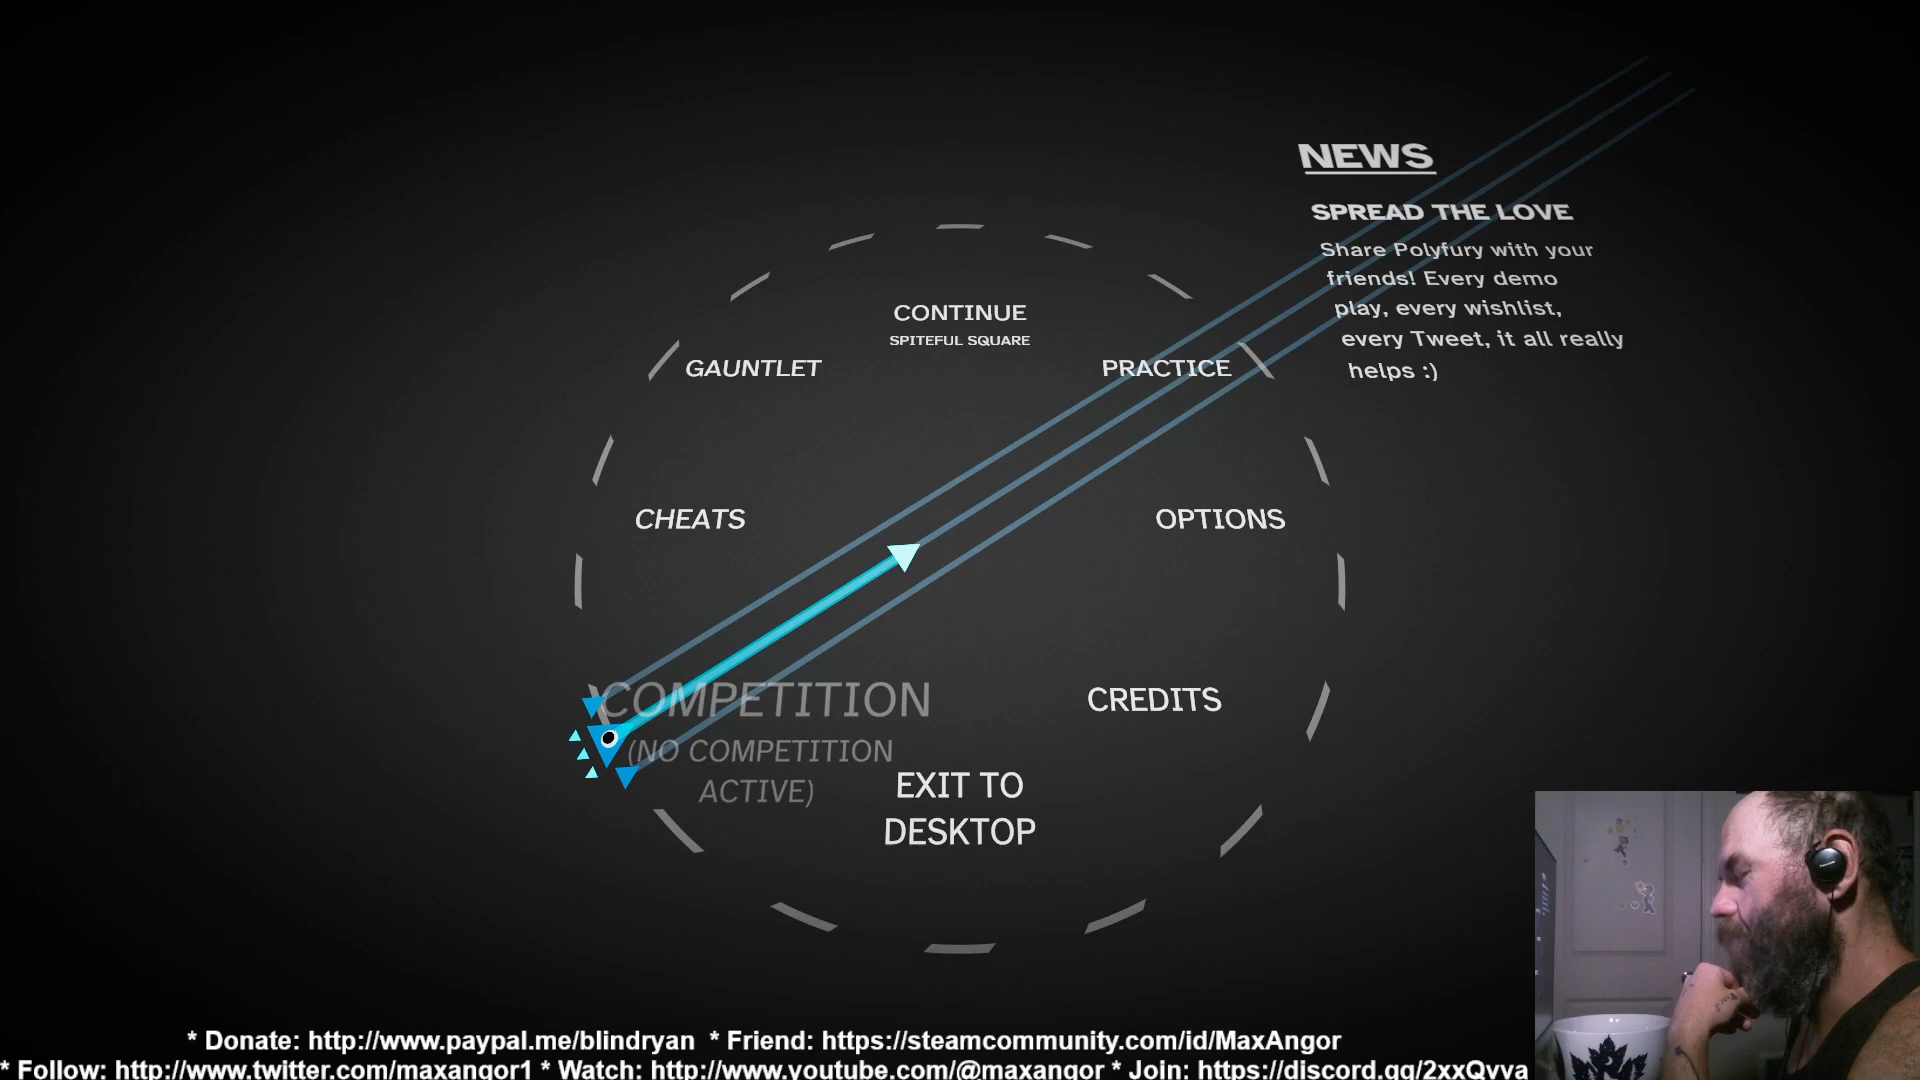 NEWS
SPREAD THE LOVE
Share Polyfury with your
friends! Every demo
play, every wishlist,
every Tweet, it all really
helps :)
CONTINUE
SPITEFUL SQUARE
GAUNTLET
PRACTICE
CHEATS
OPTIONS
COMPETITION
(NO COMPETITION
ACTIVE)
CREDITS
EXIT TO
DESKTOP
* Donate: http://www.paypal.me/blindryan * Friend: https://steamcommunity.com/id/MaxAngor
* Follow: http://www.twitter.com/maxangor1 * Watch: http://www.youtube.com/@maxangor * Join: https://discord.gg/2xxQvva